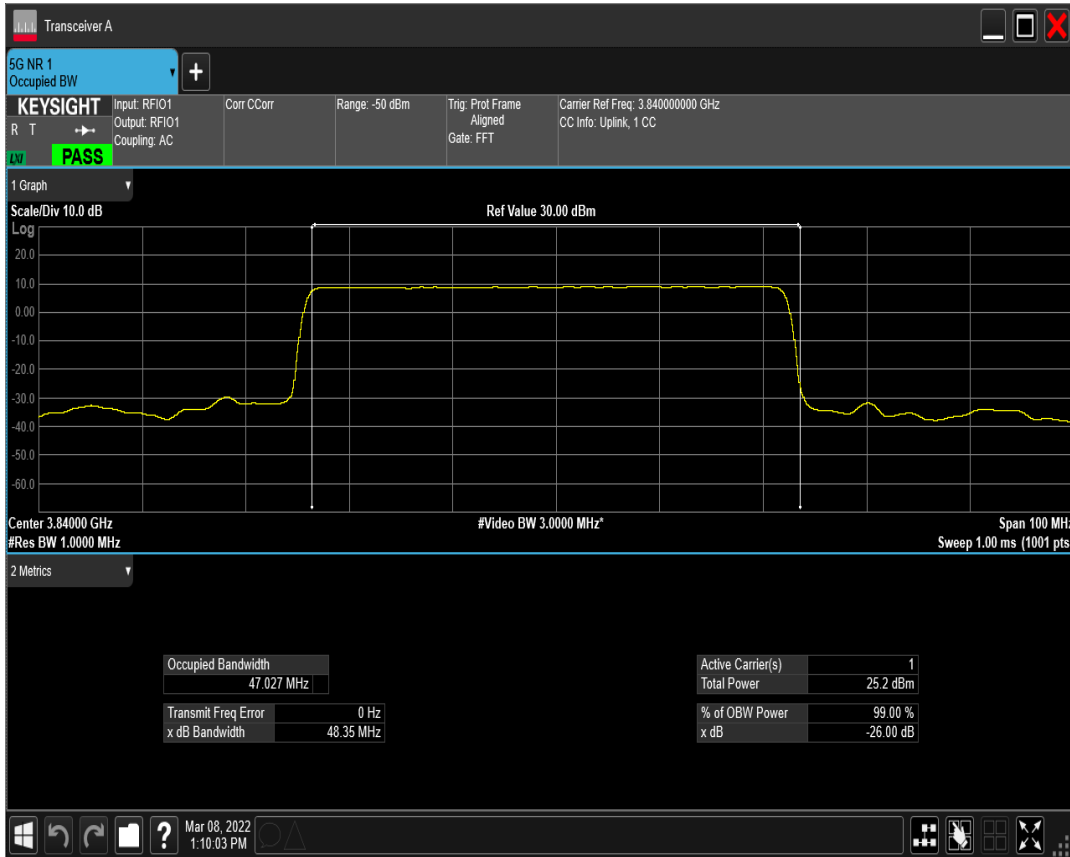 Transceiver A
5G NR 1
Occupied BW
+
KEYSIGHT
R T
LXI PASS
Input: RFIO1
Output: RFIO1
Coupling: AC
Corr CCorr
Range: -50 dBm
Trig: Prot Frame
Aligned
Gate: FFT
Carrier Ref Freq: 3.840000000 GHz
CC Info: Uplink, 1 CC
1 Graph
Scale/Div 10.0 dB
Ref Value 30.00 dBm
Log
20.0
10.0
0.00
-10.0
-20.0
-30.0
-40.0
-50.0
-60.0
Center 3.84000 GHz
#Video BW 3.0000 MHz*
Span 100 MHz
#Res BW 1.0000 MHz
Sweep 1.00 ms (1001 pts
2 Metrics
Occupied Bandwidth
47.027 MHz
Transmit Freq Error 0 Hz
x dB Bandwidth 48.35 MHz
Active Carrier(s) 1
Total Power 25.2 dBm
% of OBW Power 99.00 %
x dB -26.00 dB
?
Mar 08, 2022
1:10:03 PM